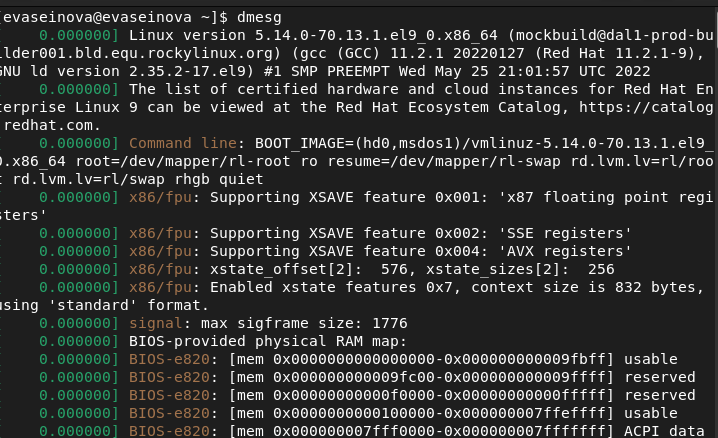 [evaseinova@evaseinova ~]$ dmesg
[    0.000000] Linux version 5.14.0-70.13.1.el9_0.x86_64 (mockbuild@dal1-prod-bu
ilder001.bld.equ.rockylinux.org) (gcc (GCC) 11.2.1 20220127 (Red Hat 11.2.1-9),
GNU ld version 2.35.2-17.el9) #1 SMP PREEMPT Wed May 25 21:01:57 UTC 2022
[    0.000000] The list of certified hardware and cloud instances for Red Hat En
terprise Linux 9 can be viewed at the Red Hat Ecosystem Catalog, https://catalog
.redhat.com.
[    0.000000] Command line: BOOT_IMAGE=(hd0,msdos1)/vmlinuz-5.14.0-70.13.1.el9_
0.x86_64 root=/dev/mapper/rl-root ro resume=/dev/mapper/rl-swap rd.lvm.lv=rl/roo
t rd.lvm.lv=rl/swap rhgb quiet
[    0.000000] x86/fpu: Supporting XSAVE feature 0x001: 'x87 floating point regi
sters'
[    0.000000] x86/fpu: Supporting XSAVE feature 0x002: 'SSE registers'
[    0.000000] x86/fpu: Supporting XSAVE feature 0x004: 'AVX registers'
[    0.000000] x86/fpu: xstate_offset[2]:  576, xstate_sizes[2]:  256
[    0.000000] x86/fpu: Enabled xstate features 0x7, context size is 832 bytes,
using 'standard' format.
[    0.000000] signal: max sigframe size: 1776
[    0.000000] BIOS-provided physical RAM map:
[    0.000000] BIOS-e820: [mem 0x0000000000000000-0x000000000009fbff] usable
[    0.000000] BIOS-e820: [mem 0x000000000009fc00-0x000000000009ffff] reserved
[    0.000000] BIOS-e820: [mem 0x00000000000f0000-0x00000000000fffff] reserved
[    0.000000] BIOS-e820: [mem 0x0000000000100000-0x000000007ffeffff] usable
[    0.000000] BIOS-e820: [mem 0x000000007fff0000-0x000000007fffffff] ACPI data